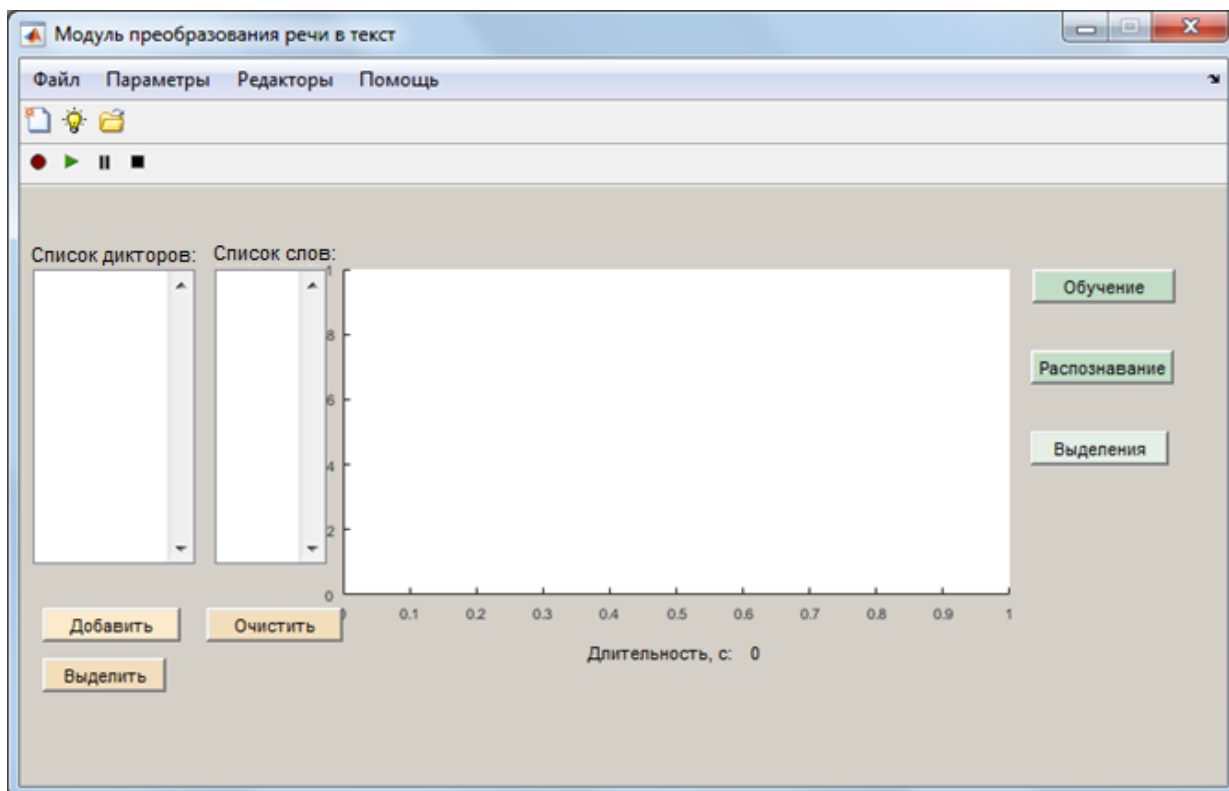 Модуль преобразования речи в текст
Файл Параметры Редакторы Помощь
Список дикторов: Список слов:
1
8
6
4
2
0
0.1 0.2 0.3 0.4 0.5 0.6 0.7 0.8 0.9 1
Длительность, с: 0
Обучение
Распознавание
Выделения
Добавить Очистить
Выделить